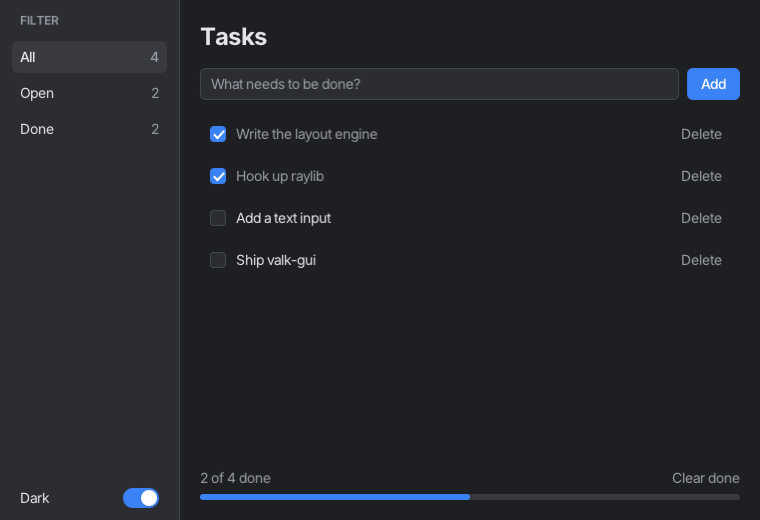 FILTER
All 4
Open 2
Done 2
Dark
Tasks
What needs to be done? Add
Write the layout engine Delete
Hook up raylib Delete
Add a text input Delete
Ship valk-gui Delete
2 of 4 done Clear done